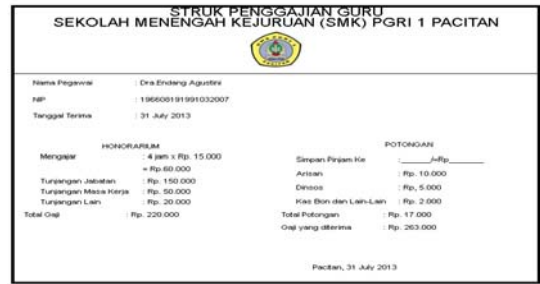 STRUK PENGGAJIAN GURU
SEKOLAH MENENGAH KEJURUAN (SMK) PGRI 1 PACITAN
Nama Pegawai : Dra.Endang Agustini
NIP : 196608191991032007
Tanggal Terima : 31 July 2013
HONORARIUM
Mengajar : 4 jam x Rp. 15.000
= Rp.60.000
Tunjangan Jabatan : Rp. 150.000
Tunjangan Masa Kerja : Rp. 50.000
Tunjangan Lain : Rp. 20.000
Total Gaji : Rp. 220.000
POTONGAN
Simpan Pinjam Ke :______/=Rp______
Arisan : Rp. 10.000
Dinsos : Rp. 5.000
Kas Bon dan Lain-Lain : Rp. 2.000
Total Potongan : Rp. 17.000
Gaji yang diterima : Rp. 263.000
Pacitan, 31 July 2013